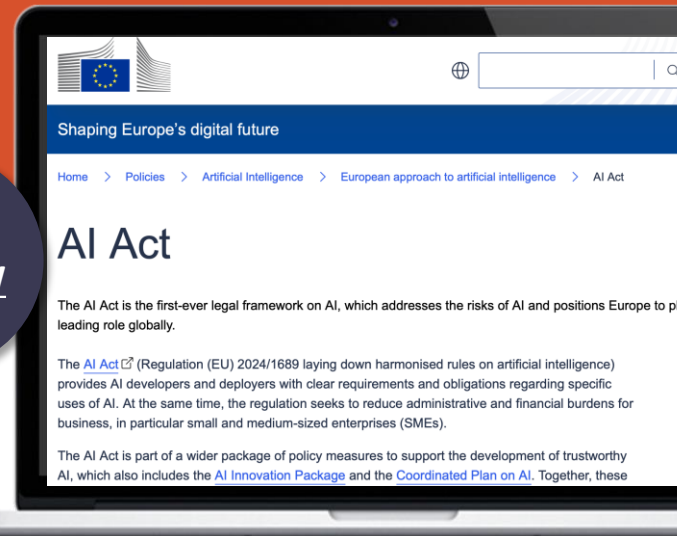 Shaping Europe's digital future
Home > Policies > Artificial Intelligence > European approach to artificial intelligence > AI Act
AI Act
The AI Act is the first-ever legal framework on AI, which addresses the risks of AI and positions Europe to
leading role globally.
The AI Act (Regulation (EU) 2024/1689 laying down harmonised rules on artificial intelligence)
provides AI developers and deployers with clear requirements and obligations regarding specific
uses of AI. At the same time, the regulation seeks to reduce administrative and financial burdens for
business, in particular small and medium-sized enterprises (SMEs).
The AI Act is part of a wider package of policy measures to support the development of trustworthy
AI, which also includes the AI Innovation Package and the Coordinated Plan on AI. Together, these